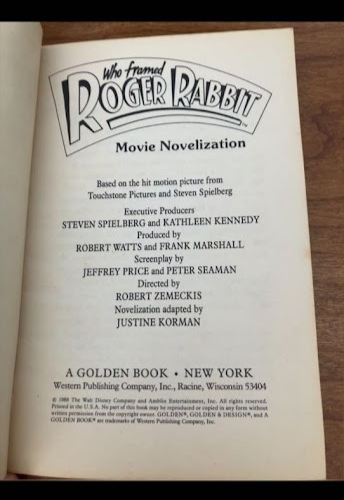 Who framed
ROGER RABBIT™
Movie Novelization
Based on the hit motion picture from
Touchstone Pictures and Steven Spielberg
Executive Producers
STEVEN SPIELBERG and KATHLEEN KENNEDY
Produced by
ROBERT WATTS and FRANK MARSHALL
Screenplay by
JEFFREY PRICE and PETER SEAMAN
Directed by
ROBERT ZEMECKIS
Novelization adapted by
JUSTINE KORMAN
A GOLDEN BOOK • NEW YORK
Western Publishing Company, Inc., Racine, Wisconsin 53404
© 1988 The Walt Disney Company and Amblin Entertainment, Inc. All rights reserved.
Printed in the U.S.A. No part of this book may be reproduced or copied in any form without
written permission from the copyright owner. GOLDEN®, GOLDEN & DESIGN®, and A
GOLDEN BOOK® are trademarks of Western Publishing Company, Inc.